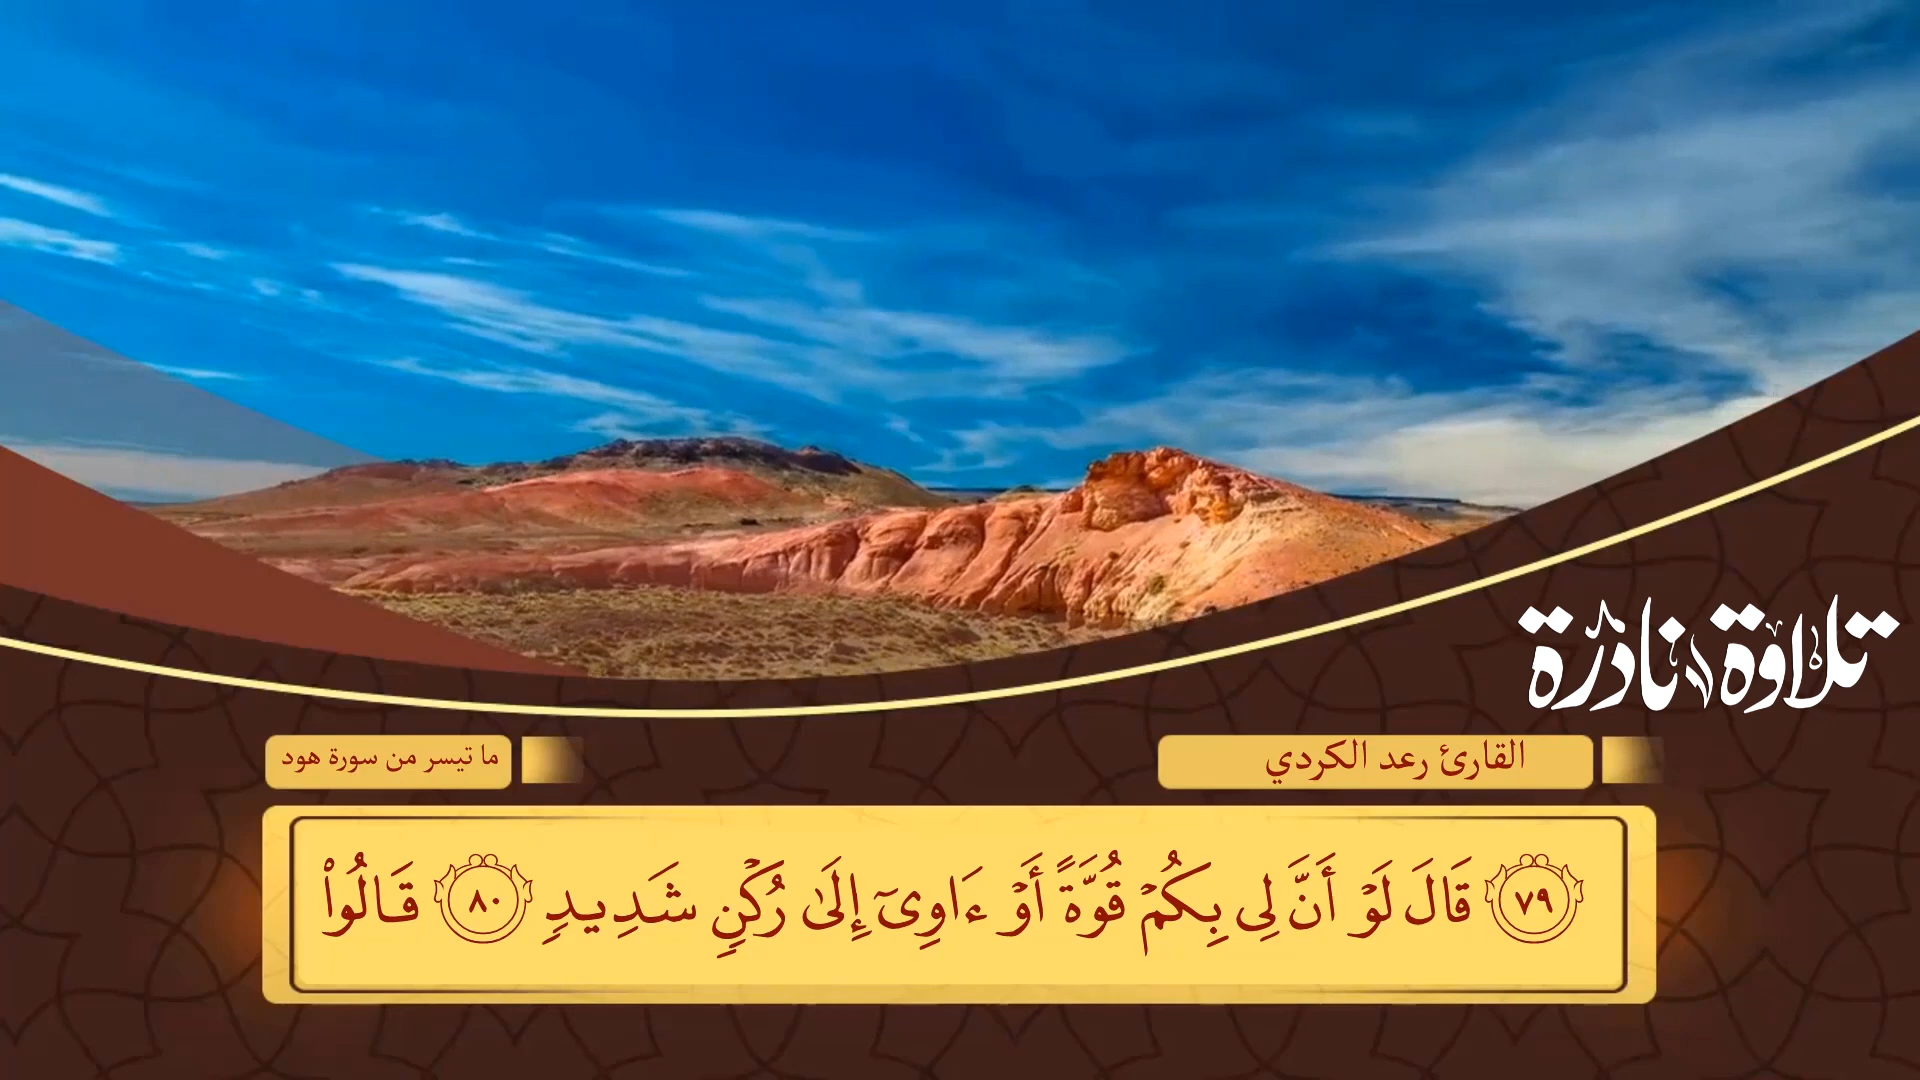 تلاوة نادرة
القارئ رعد الكردي
ما تيسر من سورة هود
٧٩ قَالَ لَوۡ أَنَّ لِي بِكُمۡ قُوَّةً أَوۡ ءَاوِيٓ إِلَىٰ رُكۡنٖ شَدِيدٖ ٨٠ قَالُواْ